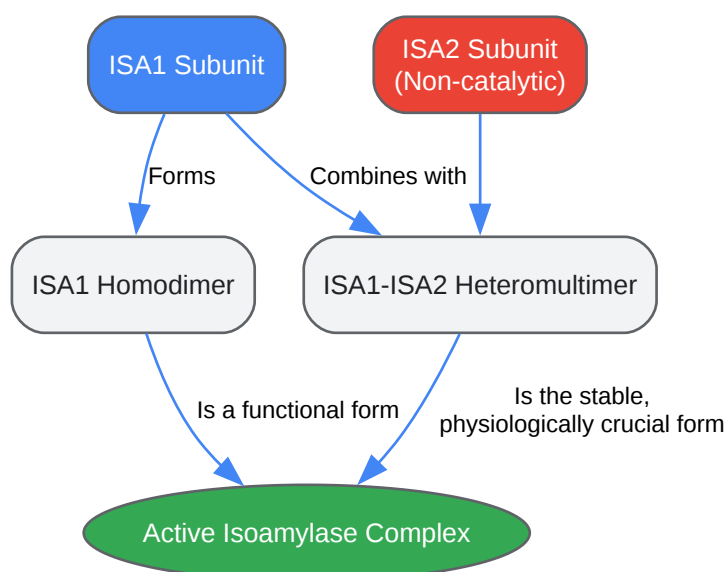 ISA1 Subunit
ISA2 Subunit
(Non-catalytic)
Forms
Combines with
ISA1 Homodimer
ISA1-ISA2 Heteromultimer
Is a functional form
Is the stable,
physiologically crucial form
Active Isoamylase Complex